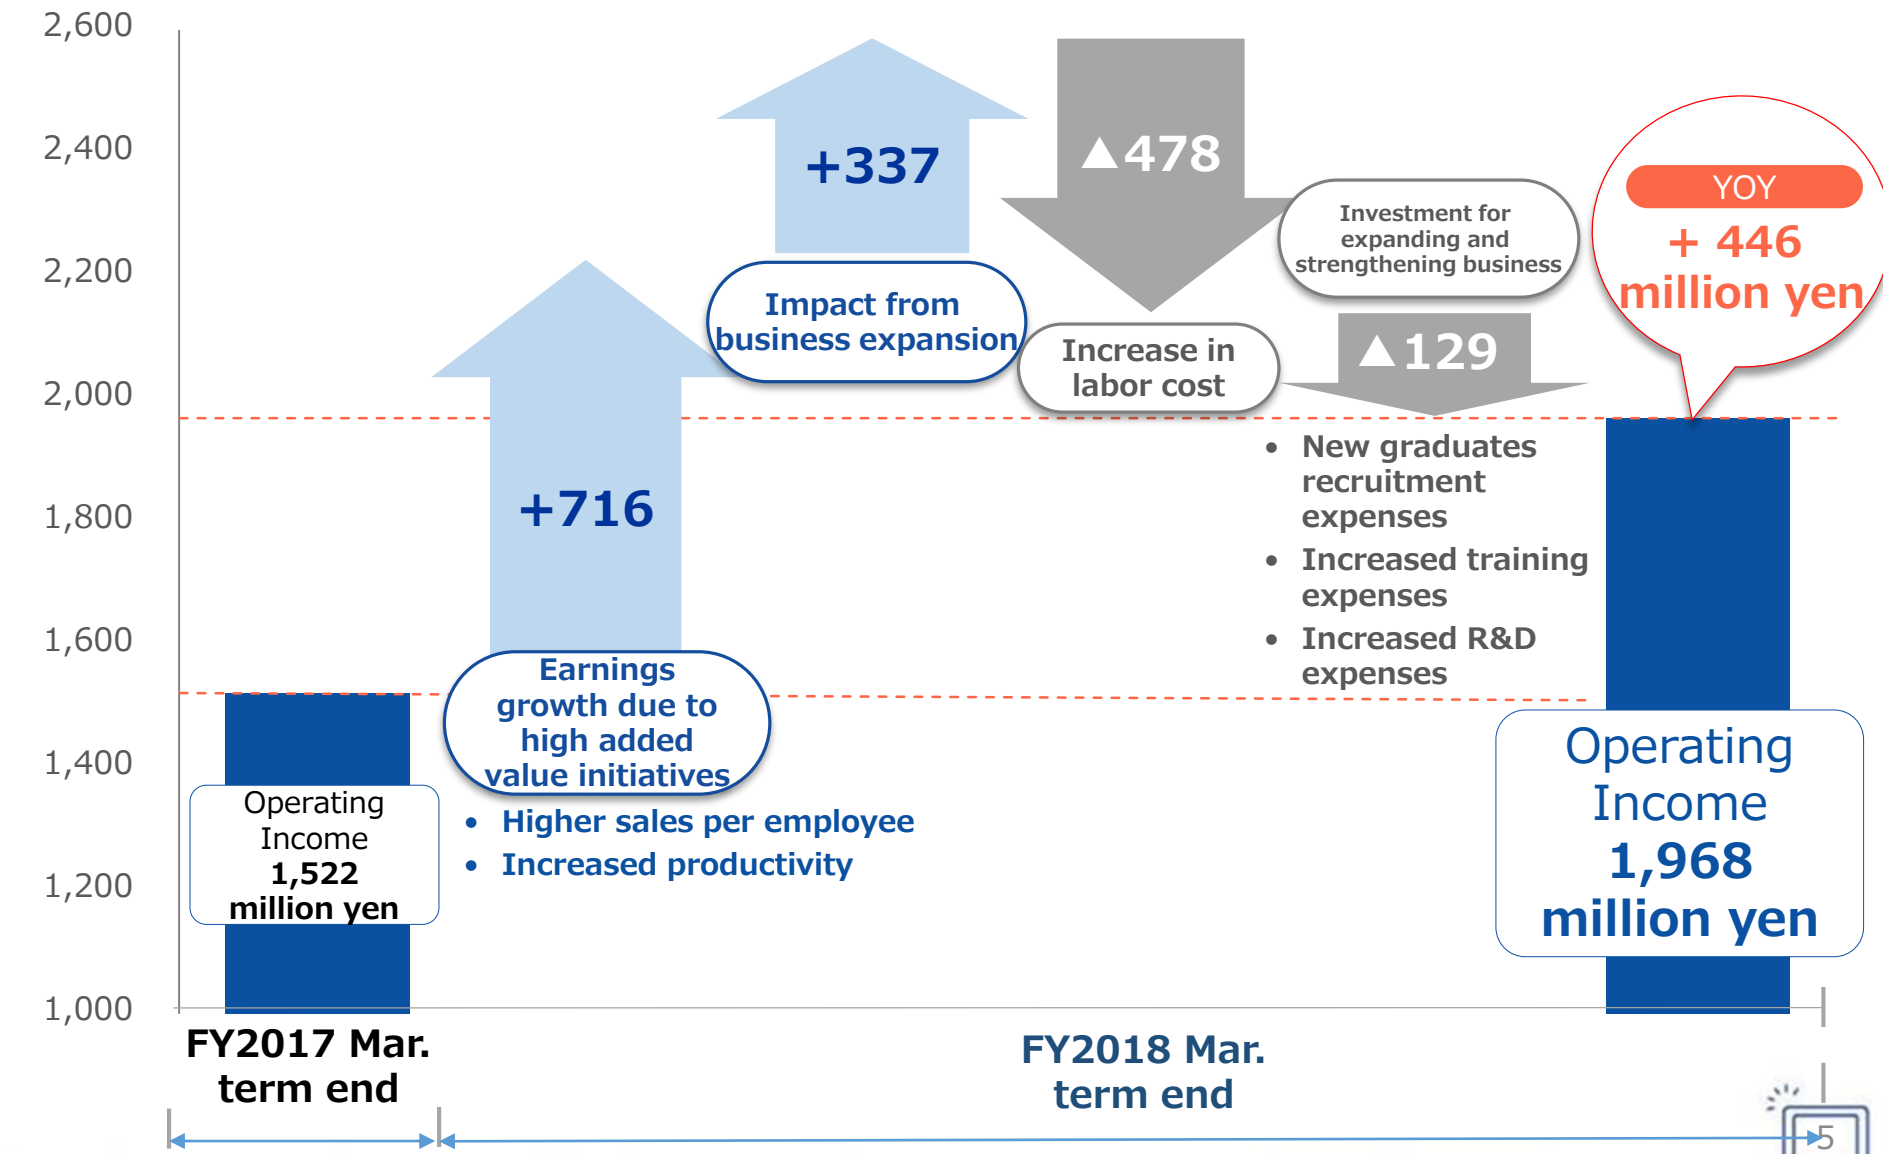 2,600
2,400
2,200
2,000
1,800
1,600
1,400
1,200
1,000
+716
Earnings
growth due to
high added
value initiatives
• Higher sales per employee
• Increased productivity
+337
Impact from
business expansion
▲478
Increase in
labor cost
Investment for
expanding and
strengthening business
▲129
• New graduates
recruitment
expenses
• Increased training
expenses
• Increased R&D
expenses
YOY
+ 446
million yen
Operating
Income
1,522
million yen
Operating
Income
1,968
million yen
FY2017 Mar.
term end
FY2018 Mar.
term end
5